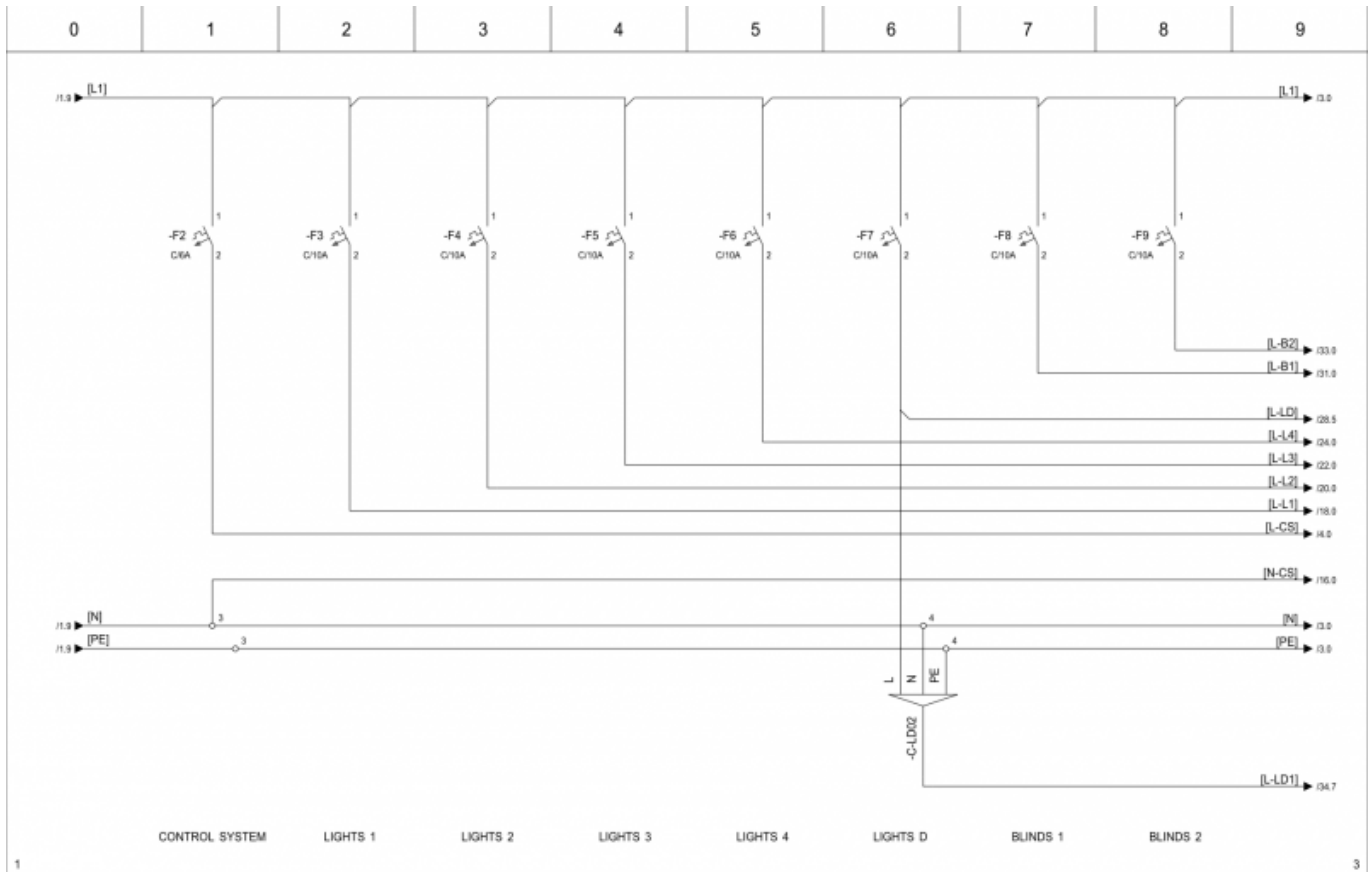 0 1 2 3 4 5 6 7 8 9
/1.9 [L1] [L1] /3.0
1 1 1 1 1 1 1 1
-F2 -F3 -F4 -F5 -F6 -F7 -F8 -F9
C/6A 2 C/10A 2 C/10A 2 C/10A 2 C/10A 2 C/10A 2 C/10A 2 C/10A 2
[L-B2] /33.0
[L-B1] /31.0
[L-LD] /28.5
[L-L4] /24.0
[L-L3] /22.0
[L-L2] /20.0
[L-L1] /18.0
[L-CS] /4.0
[N-CS] /16.0
/1.9 [N] 3 4 [N] /3.0
/1.9 [PE] 3 4 [PE] /3.0
L N PE
-C-LD02
[L-LD1] /34.7
CONTROL SYSTEM LIGHTS 1 LIGHTS 2 LIGHTS 3 LIGHTS 4 LIGHTS D BLINDS 1 BLINDS 2
1 3